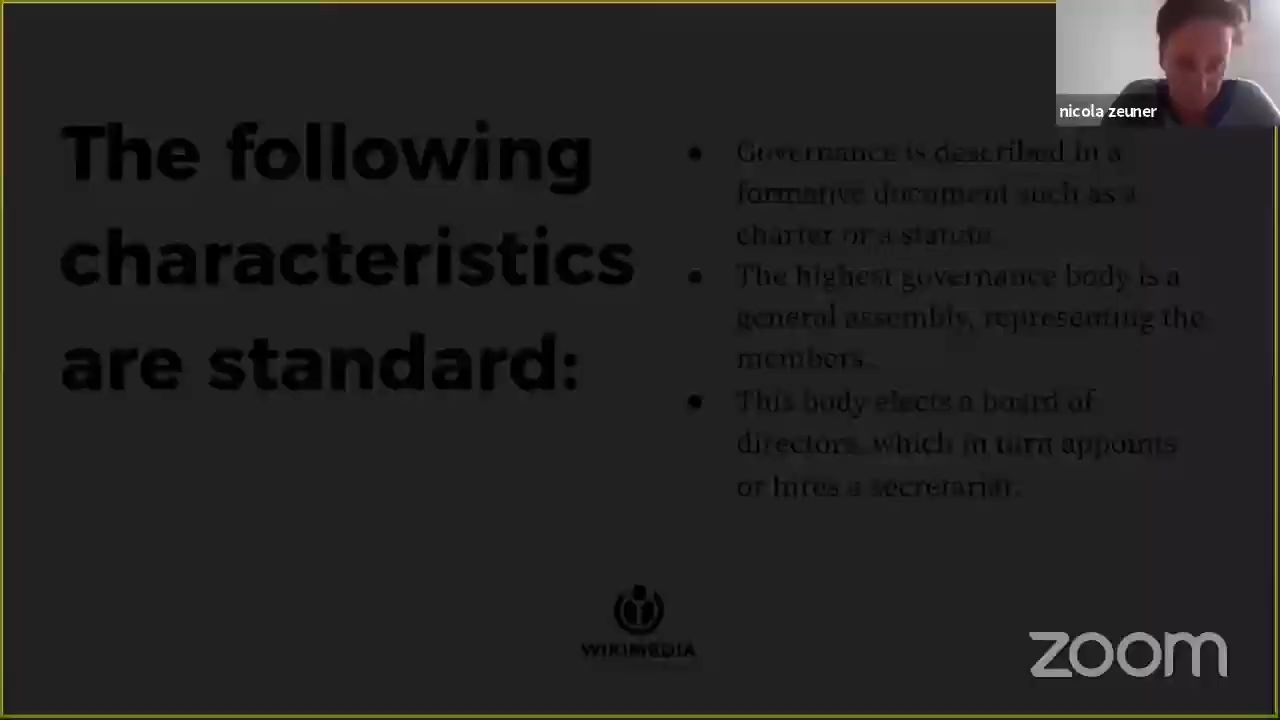 nicola zeuner
The following
characteristics
are standard:
● Governance is described in a
formative document such as a
charter or a statute.
● The highest governance body is a
general assembly, representing the
members.
● This body elects a board of
directors, which in turn appoints
or hires a secretariat.
WIKIMEDIA
zoom